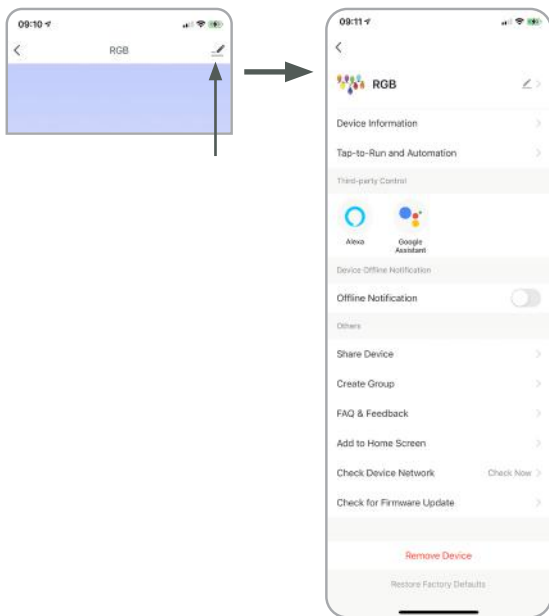 09:10
RGB
09:11
RGB
Device Information
Tap-to-Run and Automation
Third-party Control
Alexa
Google
Assistant
Device Offline Notification
Offline Notification
Others
Share Device
Create Group
FAQ & Feedback
Add to Home Screen
Check Device Network
Check Now
Check for Firmware Update
Remove Device
Restore Factory Defaults